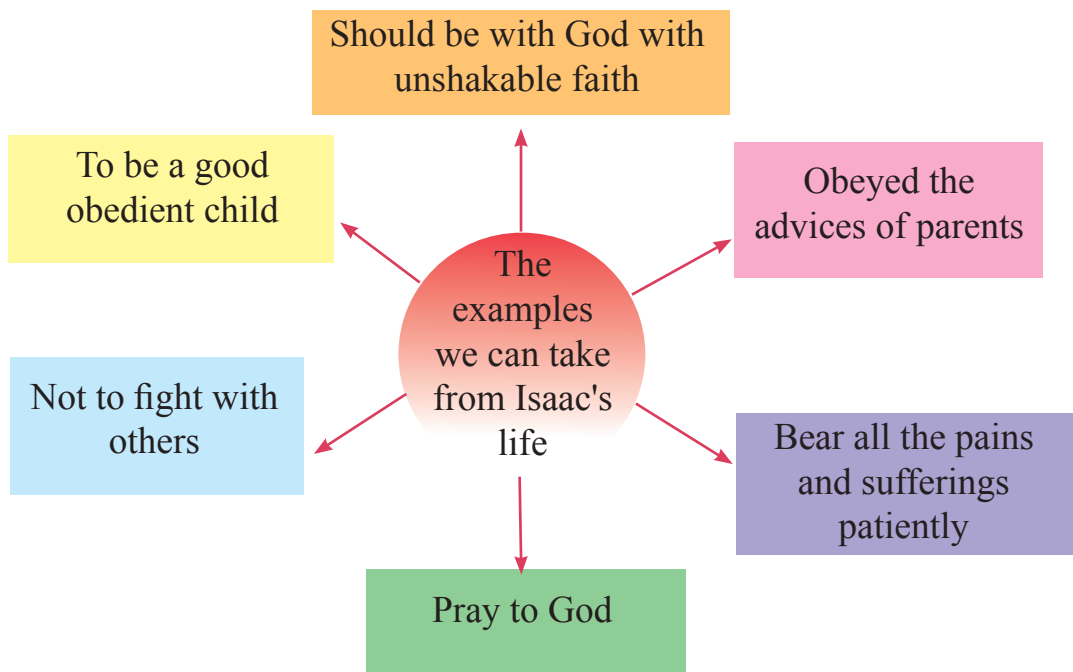 Should be with God with
unshakable faith
To be a good
obedient child
Obeyed the
advices of parents
The
examples
we can take
from Isaac's
life
Not to fight with
others
Bear all the pains
and sufferings
patiently
Pray to God